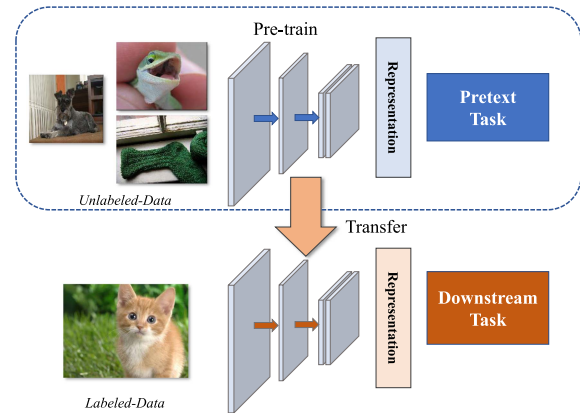 Pre-train
Representation
Pretext
Task
Unlabeled-Data
Transfer
Representation
Downstream
Task
Labeled-Data